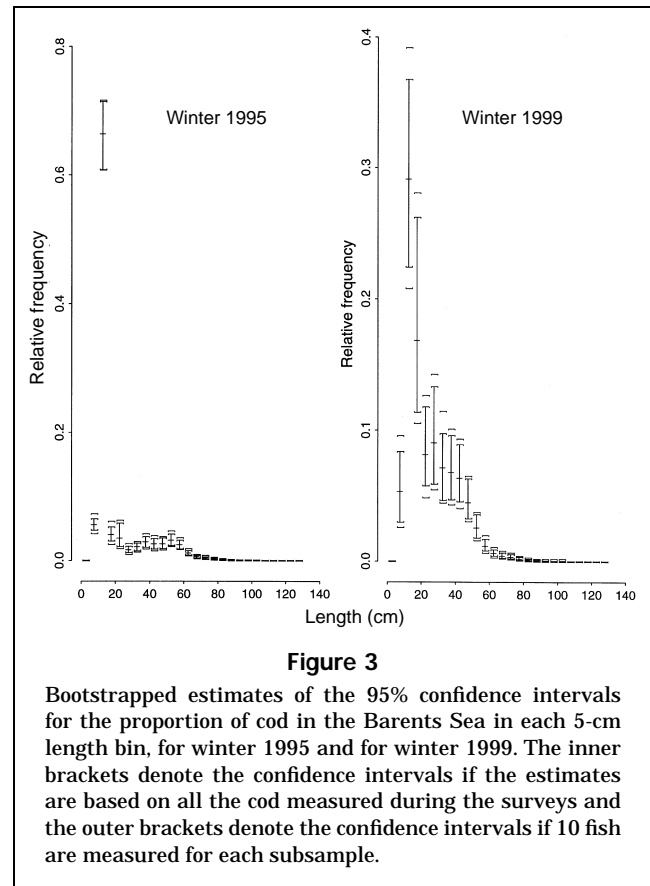 Winter 1995
Relative frequency
0.0
0.2
0.4
0.6
0.8
0
20
40
60
80
100
120
140
Winter 1999
Relative frequency
0.0
0.1
0.2
0.3
0.4
0
20
40
60
80
100
120
140
Length (cm)
Figure 3
Bootstrapped estimates of the 95% confidence intervals
for the proportion of cod in the Barents Sea in each 5-cm
length bin, for winter 1995 and for winter 1999. The inner
brackets denote the confidence intervals if the estimates
are based on all the cod measured during the surveys and
the outer brackets denote the confidence intervals if 10 fish
are measured for each subsample.